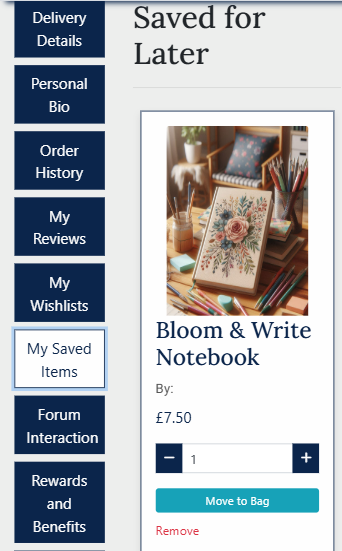 Delivery
Details
Personal
Bio
Order
History
My
Reviews
My
Wishlists
My Saved
Items
Forum
Interaction
Rewards
and
Benefits
Saved for
Later
Bloom & Write
Notebook
By:
£7.50
− 1 +
Move to Bag
Remove